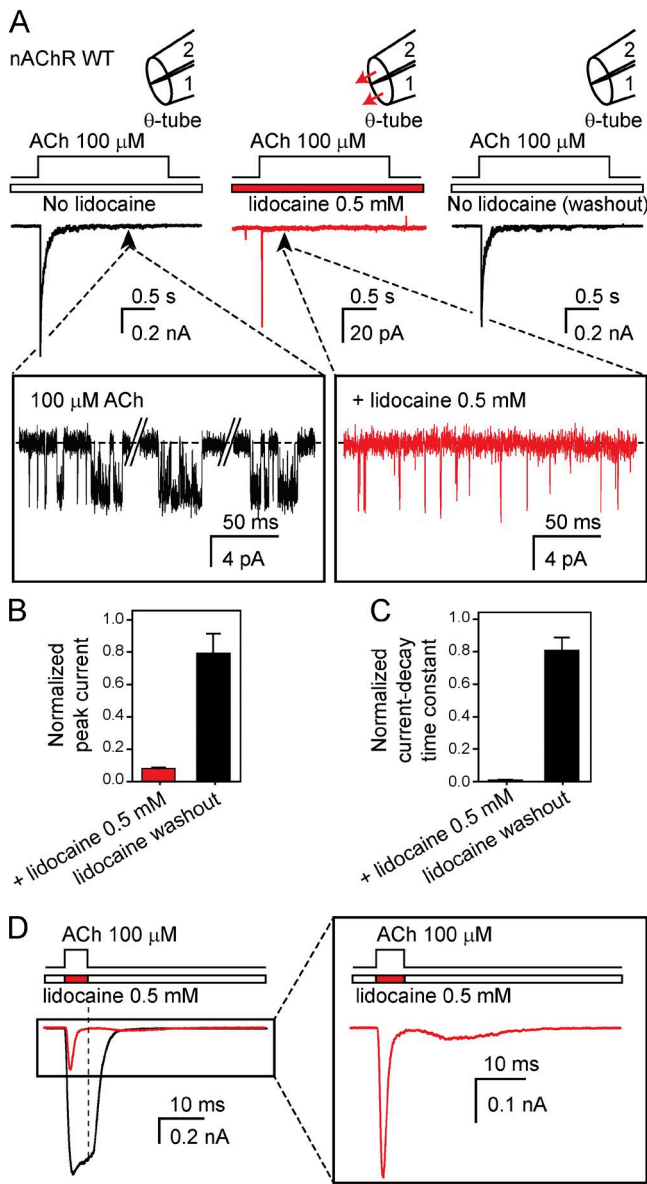 A
nAChR WT
2
1
θ-tube
2
1
θ-tube
2
1
θ-tube
ACh 100 μM
ACh 100 μM
ACh 100 μM
No lidocaine
lidocaine 0.5 mM
No lidocaine (washout)
0.5 s
0.2 nA
0.5 s
20 pA
0.5 s
0.2 nA
100 μM ACh
50 ms
4 pA
+ lidocaine 0.5 mM
50 ms
4 pA
B
Normalized
peak current
1.0
0.8
0.6
0.4
0.2
0.0
+ lidocaine 0.5 mM
lidocaine washout
C
Normalized
current-decay
time constant
1.0
0.8
0.6
0.4
0.2
0.0
+ lidocaine 0.5 mM
lidocaine washout
D
ACh 100 μM
lidocaine 0.5 mM
10 ms
0.2 nA
ACh 100 μM
lidocaine 0.5 mM
10 ms
0.1 nA